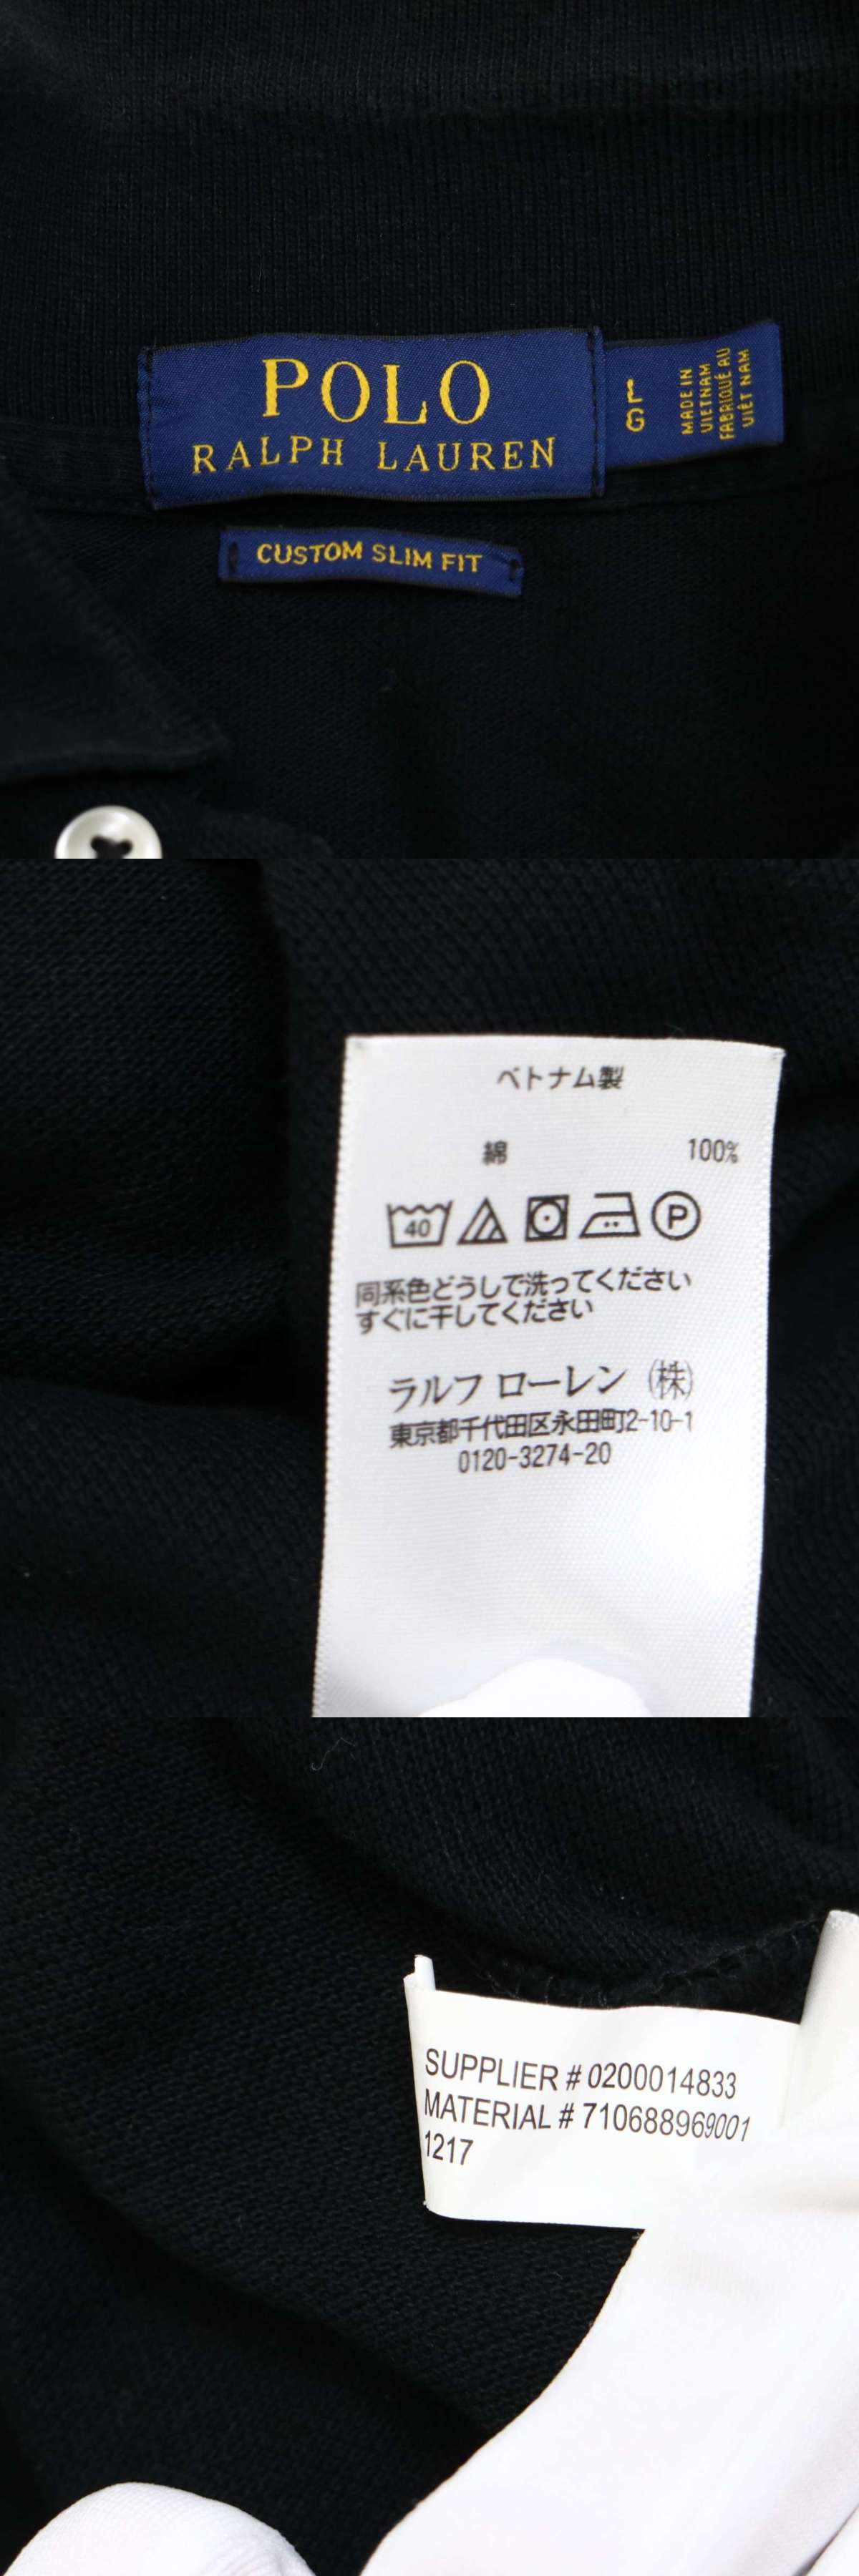 POLO
RALPH LAUREN
L
G
MADE IN
VIETNAM
FABRIQUÉ AU
VIÊT NAM
CUSTOM SLIM FIT
ベトナム製
綿 100%
40 P
同系色どうしで洗ってください
すぐに干してください
ラルフ ローレン ㈱
東京都千代田区永田町2-10-1
0120-3274-20
SUPPLIER # 0200014833
MATERIAL # 710688969001
1217